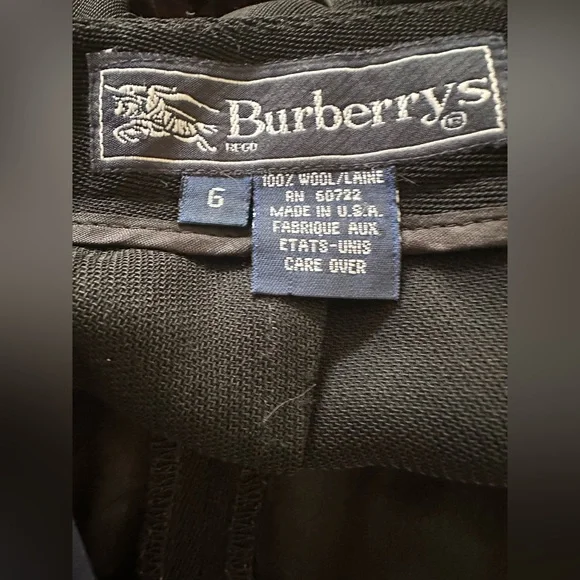 Burberrys®
REGD
6
100% WOOL/LAINE
RN 60722
MADE IN U.S.A.
FABRIQUE AUX
ETATS-UNIS
CARE OVER